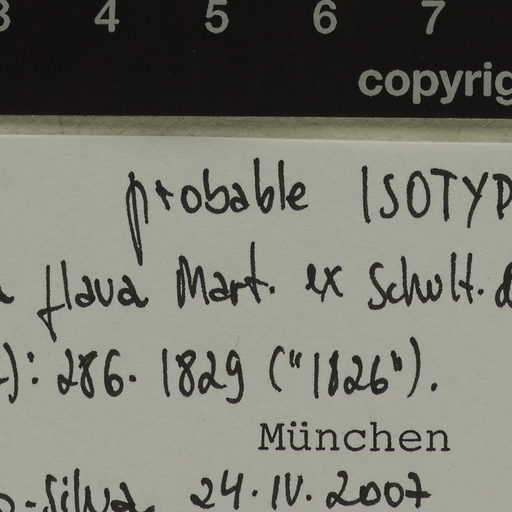 3 4 5 6 7
copyrig
probable ISOTYP
flava Mart. ex Schult.
): 286. 1829 ("1826").
München
-Silva, 24.IV.2007